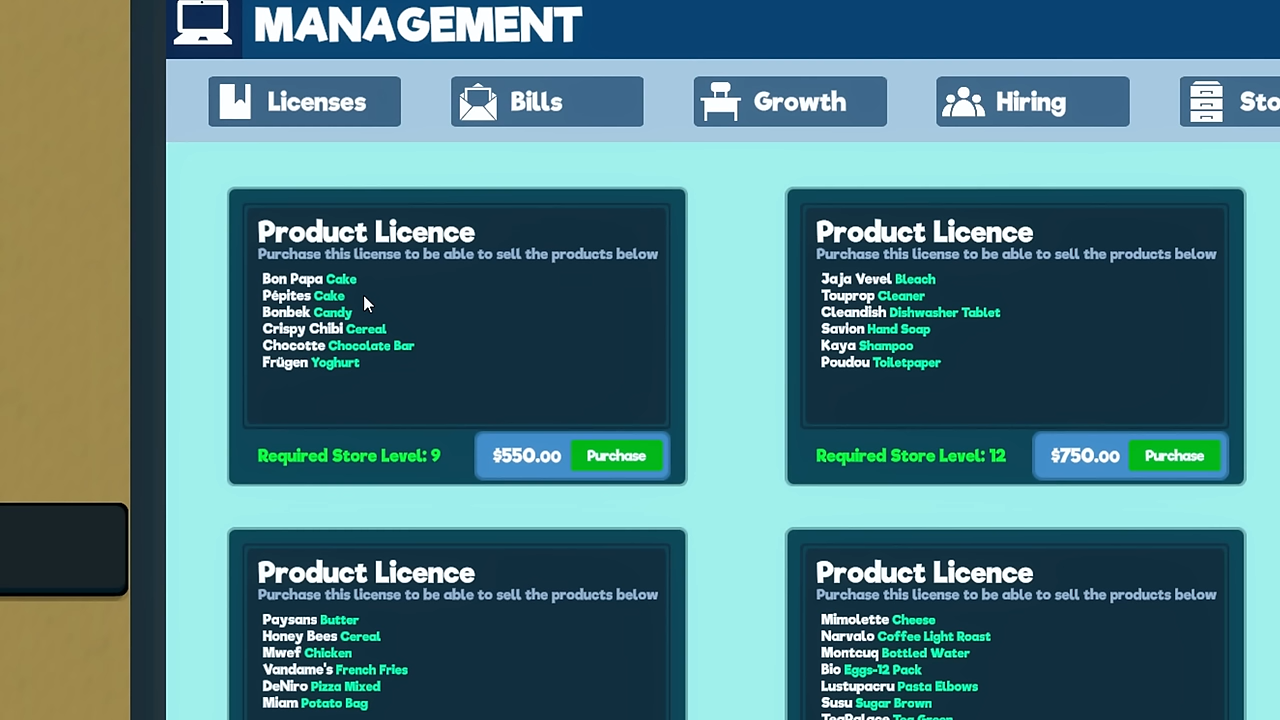 MANAGEMENT
Licenses
Bills
Growth
Hiring
Sto
Product Licence
Purchase this license to be able to sell the products below
Bon Papa Cake
Pépites Cake
Bonbek Candy
Crispy Chibi Cereal
Chocotte Chocolate Bar
Frügen Yoghurt
Required Store Level: 9
$550.00
Purchase
Product Licence
Purchase this license to be able to sell the products below
Jaja Vevel Bleach
Touprop Cleaner
Cleandish Dishwasher Tablet
Savion Hand Soap
Kaya Shampoo
Poudou Toiletpaper
Required Store Level: 12
$750.00
Purchase
Product Licence
Purchase this license to be able to sell the products below
Paysans Butter
Honey Bees Cereal
Mwef Chicken
Vandame's French Fries
DeNiro Pizza Mixed
Miam Potato Bag
Product Licence
Purchase this license to be able to sell the products below
Mimolette Cheese
Narvalo Coffee Light Roast
Montcuq Bottled Water
Bio Eggs-12 Pack
Lustupacru Pasta Elbows
Susu Sugar Brown
TeaPalace Tea Green